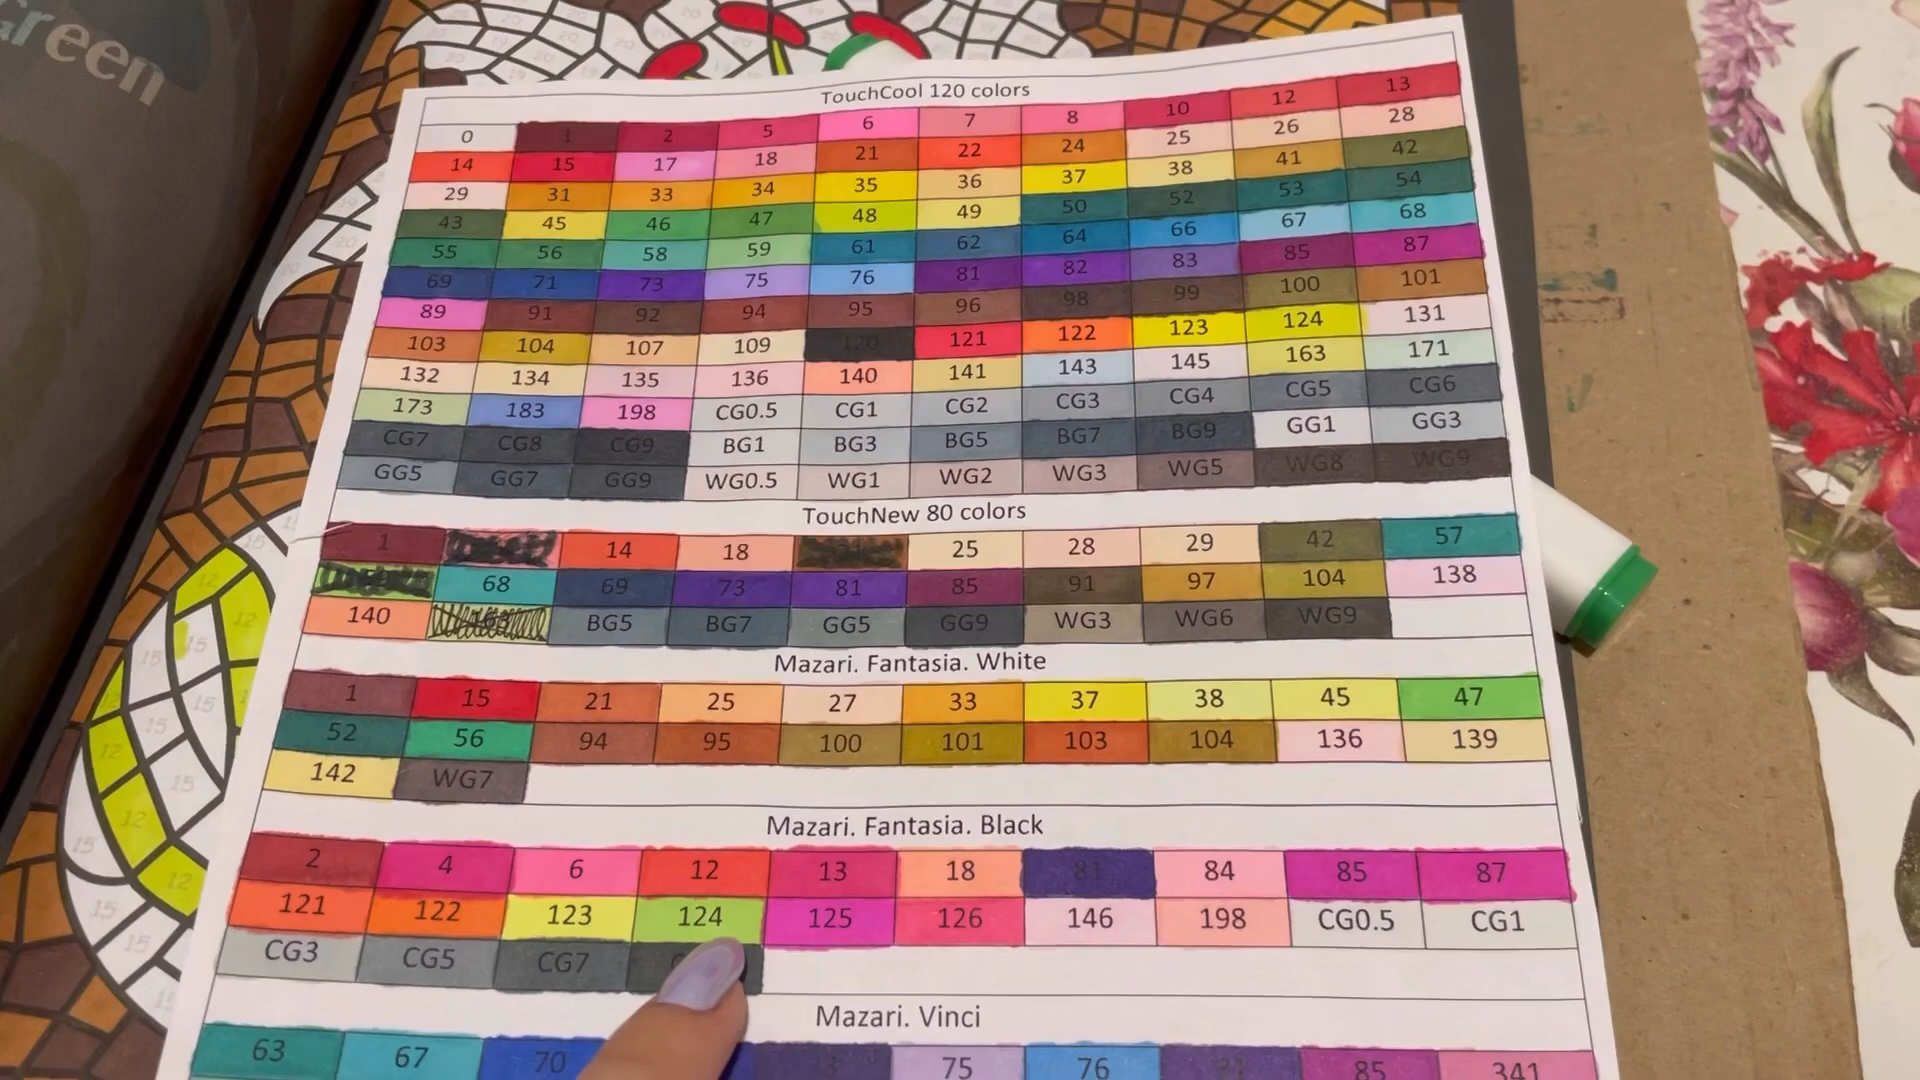 Green
TouchCool 120 colors
0 1 2 5 6 7 8 10 12 13
14 15 17 18 21 22 24 25 26 28
29 31 33 34 35 36 37 38 41 42
43 45 46 47 48 49 50 52 53 54
55 56 58 59 61 62 64 66 67 68
69 71 73 75 76 81 82 83 85 87
89 91 92 94 95 96 98 99 100 101
103 104 107 109 120 121 122 123 124 131
132 134 135 136 140 141 143 145 163 171
173 183 198 CG0.5 CG1 CG2 CG3 CG4 CG5 CG6
CG7 CG8 CG9 BG1 BG3 BG5 BG7 BG9 GG1 GG3
GG5 GG7 GG9 WG0.5 WG1 WG2 WG3 WG5 WG8 WG9
TouchNew 80 colors
1 14 18 25 28 29 42 57
68 69 73 81 85 91 97 104 138
140 BG5 BG7 GG5 GG9 WG3 WG6 WG9
Mazari. Fantasia. White
1 15 21 25 27 33 37 38 45 47
52 56 94 95 100 101 103 104 136 139
142 WG7
Mazari. Fantasia. Black
2 4 6 12 13 18 81 84 85 87
121 122 123 124 125 126 146 198 CG0.5 CG1
CG3 CG5 CG7
Mazari. Vinci
63 67 70 75 76 85 341